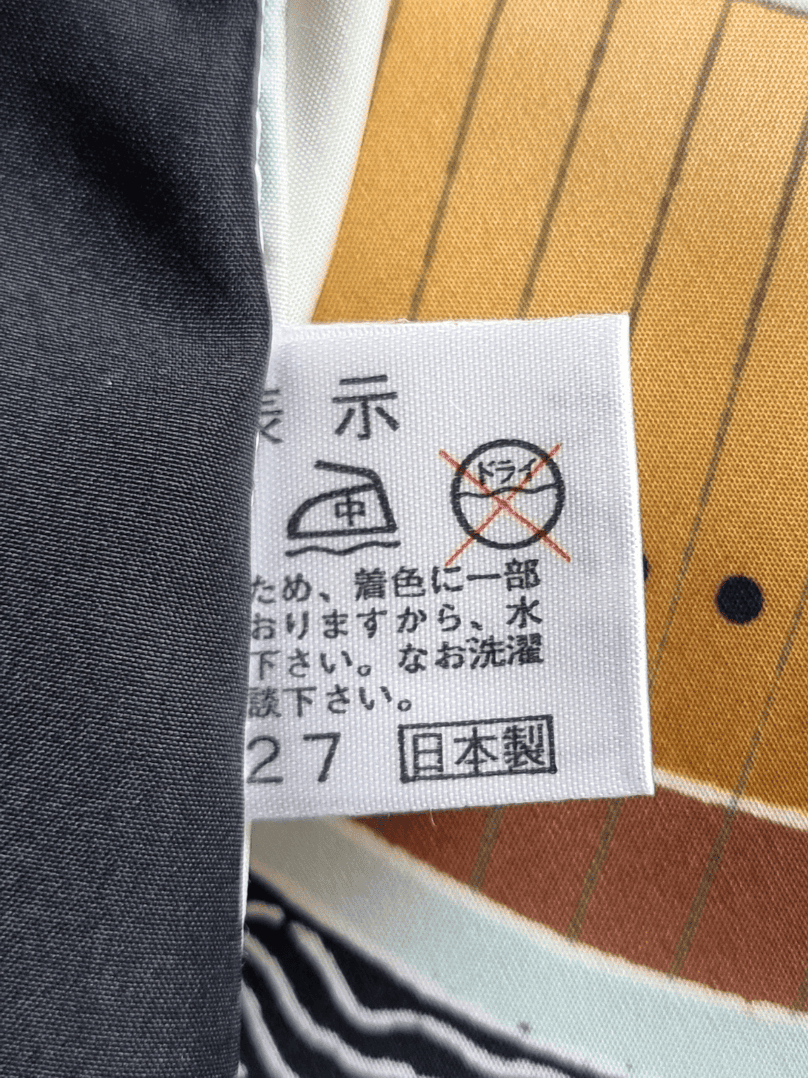 表示
中 ドライ
ため、着色に一部
おりますから、水
下さい。なお洗濯
談下さい。
27 日本製